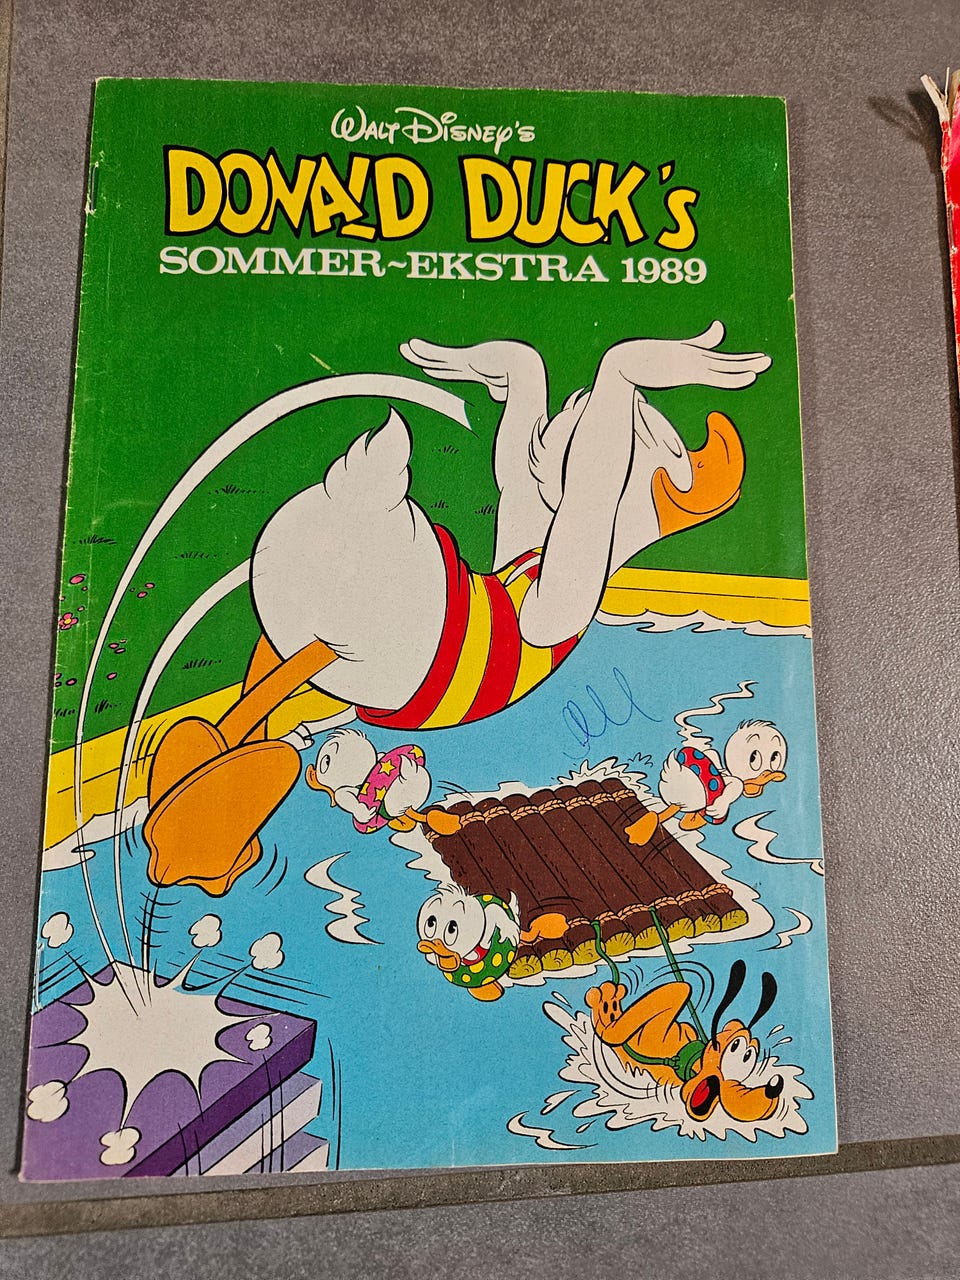 WALT DISNEY'S
DONALD DUCK's
SOMMER~EKSTRA 1989